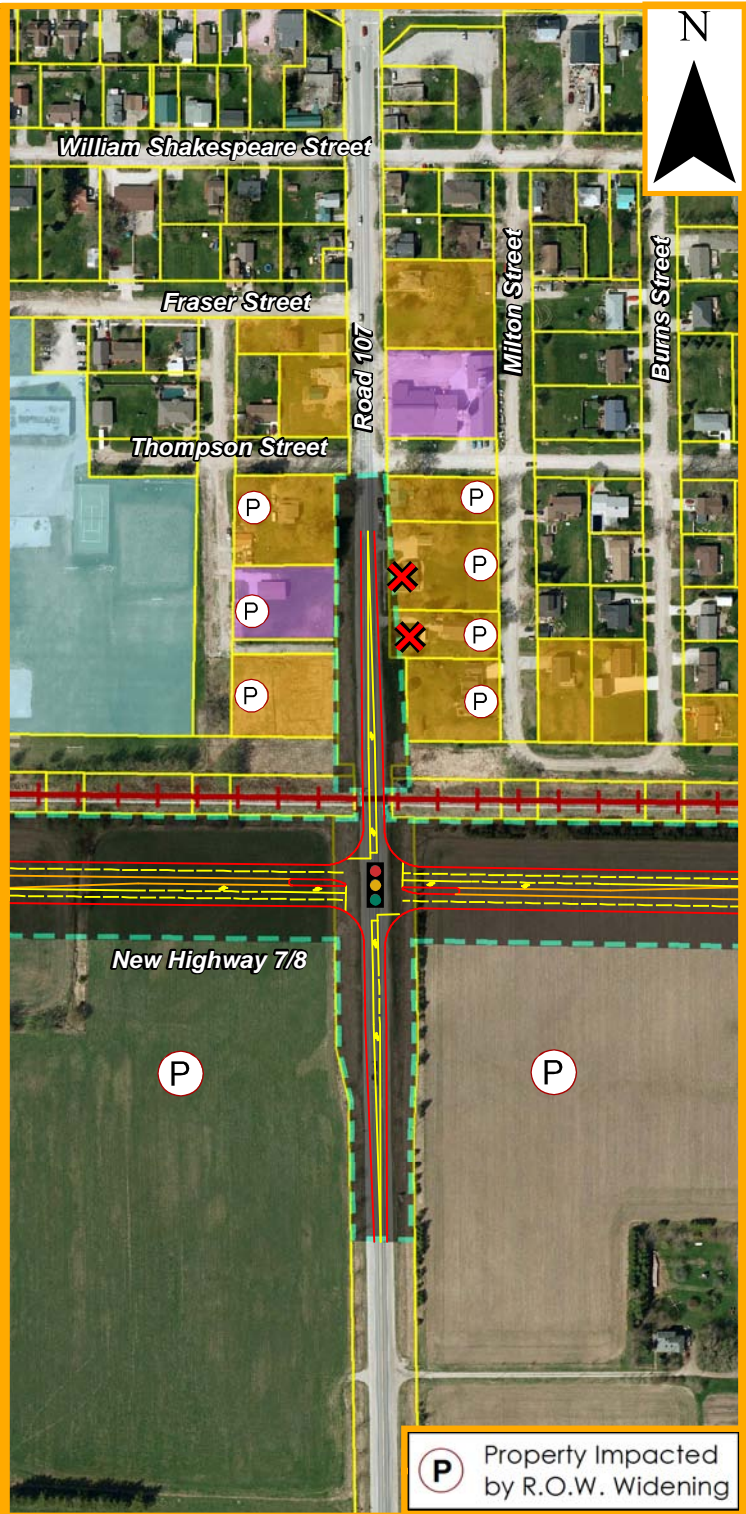 N
William Shakespeare Street
Fraser Street
Road 107
Milton Street
Burns Street
Thompson Street
P
P
P
P
P
P
P
New Highway 7/8
P
P
P
Property Impacted
by R.O.W. Widening